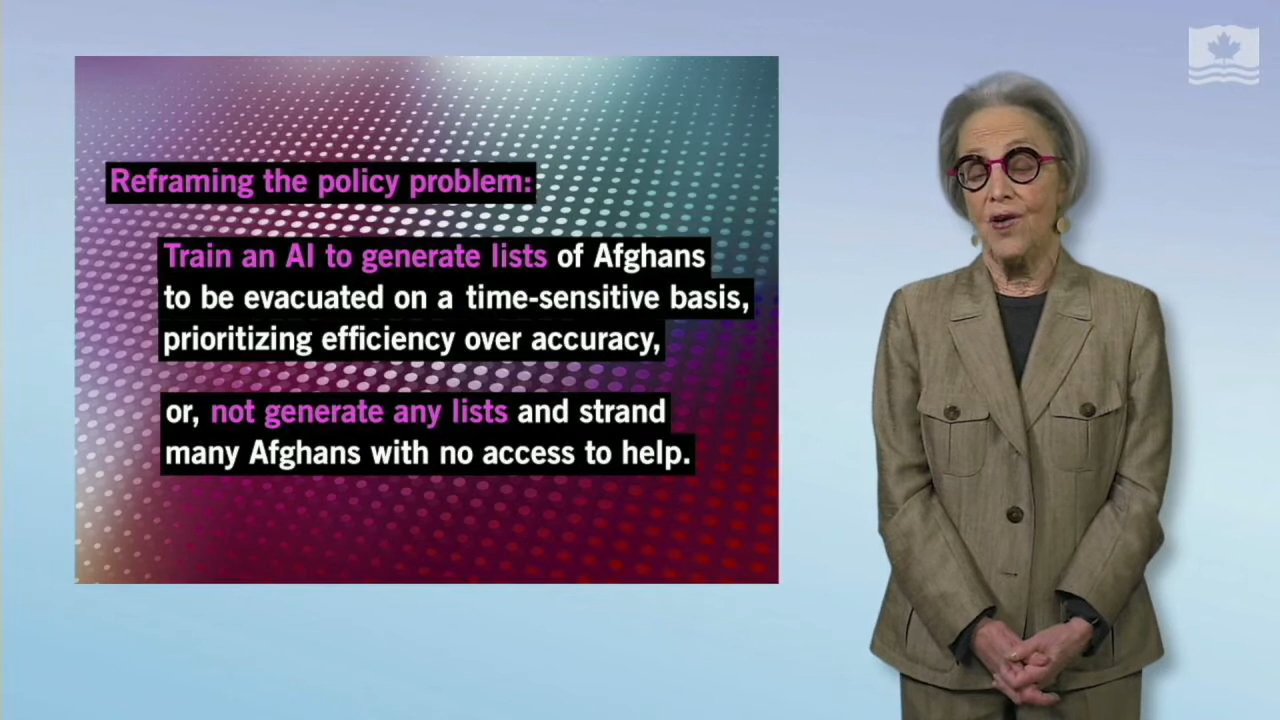 Reframing the policy problem:
Train an AI to generate lists of Afghans
to be evacuated on a time-sensitive basis,
prioritizing efficiency over accuracy,
or, not generate any lists and strand
many Afghans with no access to help.